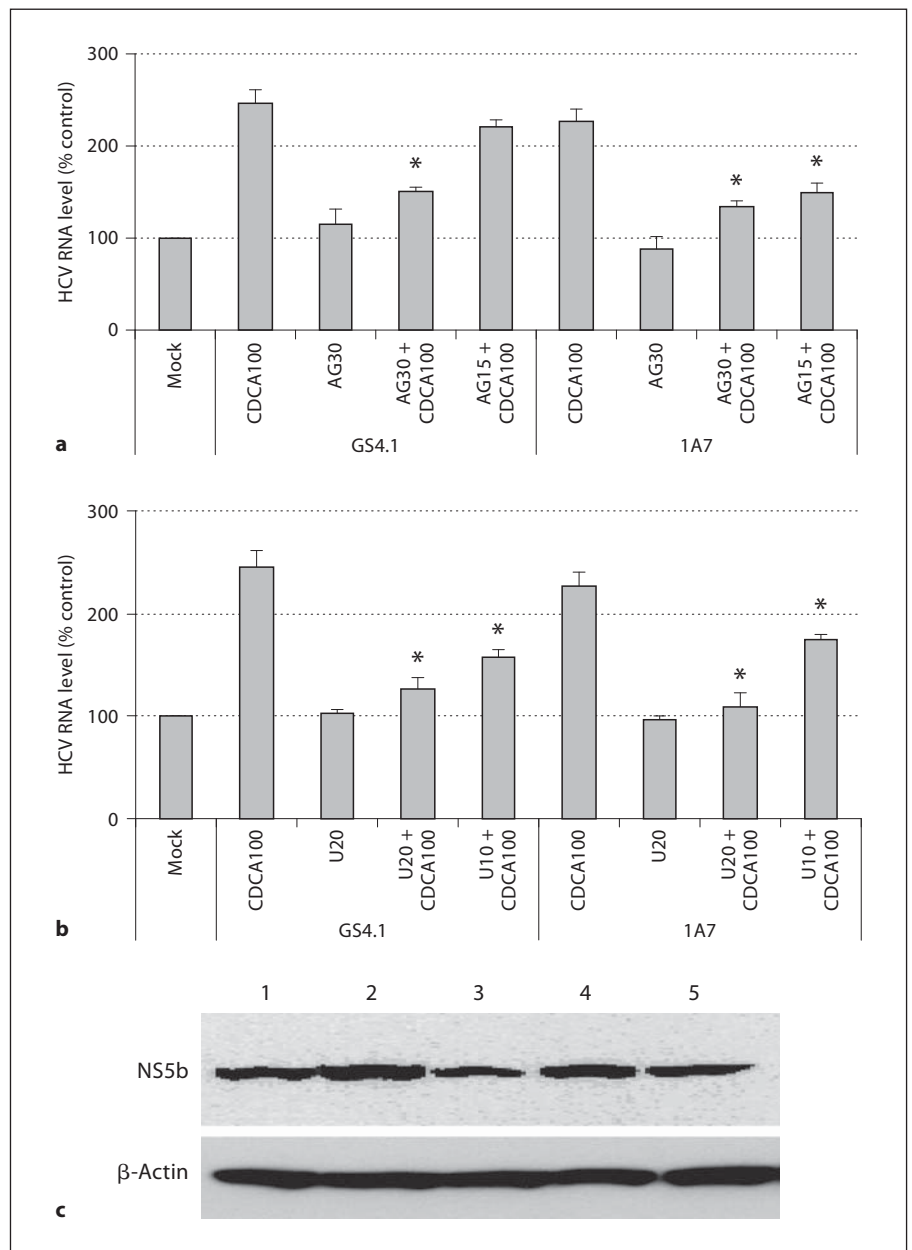 300
200
100
0
HCV RNA level (% control)
*
*
*
Mock
CDCA100
AG30
AG30 +
CDCA100
AG15 +
CDCA100
CDCA100
AG30
AG30 +
CDCA100
AG15 +
CDCA100
GS4.1
1A7
a
300
200
100
0
HCV RNA level (% control)
*
*
*
*
Mock
CDCA100
U20
U20 +
CDCA100
U10 +
CDCA100
CDCA100
U20
U20 +
CDCA100
U10 +
CDCA100
GS4.1
1A7
b
1 2 3 4 5
NS5b
β-Actin
c